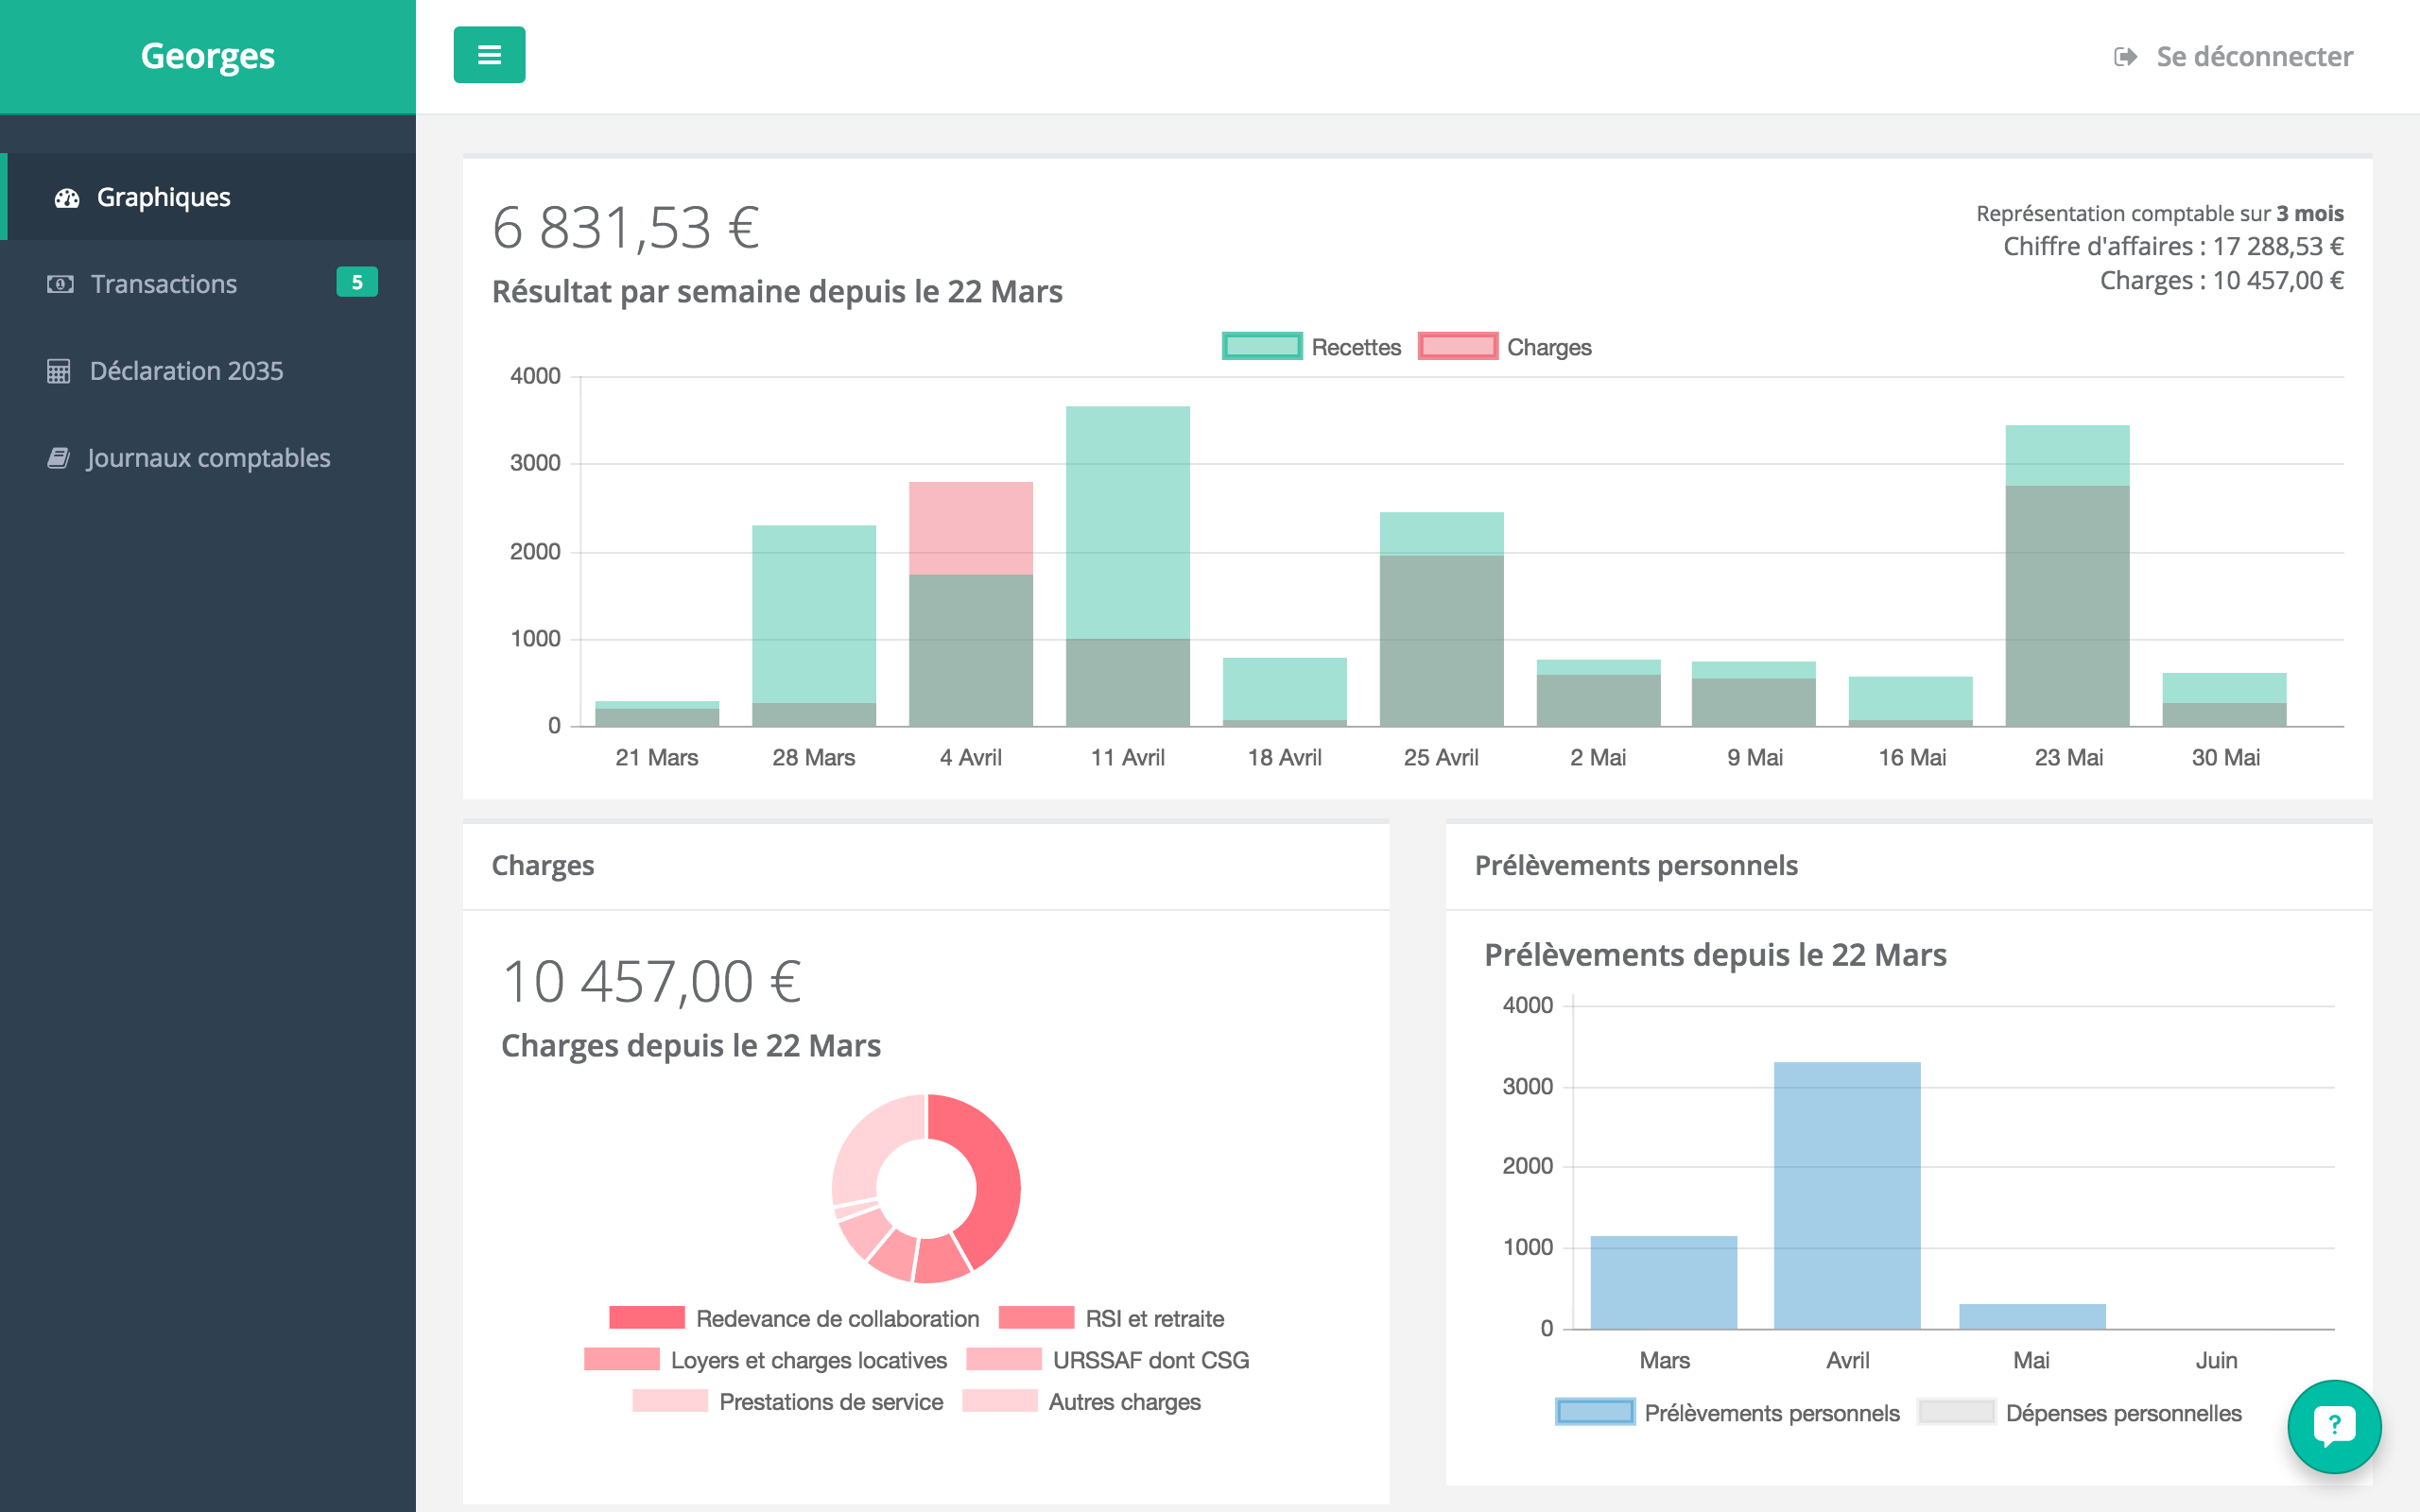 Georges
Se déconnecter
Graphiques
Transactions 5
Déclaration 2035
Journaux comptables
6 831,53 €
Résultat par semaine depuis le 22 Mars
Représentation comptable sur 3 mois
Chiffre d'affaires : 17 288,53 €
Charges : 10 457,00 €
Recettes Charges
4000
3000
2000
1000
0
21 Mars 28 Mars 4 Avril 11 Avril 18 Avril 25 Avril 2 Mai 9 Mai 16 Mai 23 Mai 30 Mai
Charges
10 457,00 €
Charges depuis le 22 Mars
Redevance de collaboration RSI et retraite
Loyers et charges locatives URSSAF dont CSG
Prestations de service Autres charges
Prélèvements personnels
Prélèvements depuis le 22 Mars
4000
3000
2000
1000
0
Mars Avril Mai Juin
Prélèvements personnels Dépenses personnelles
?